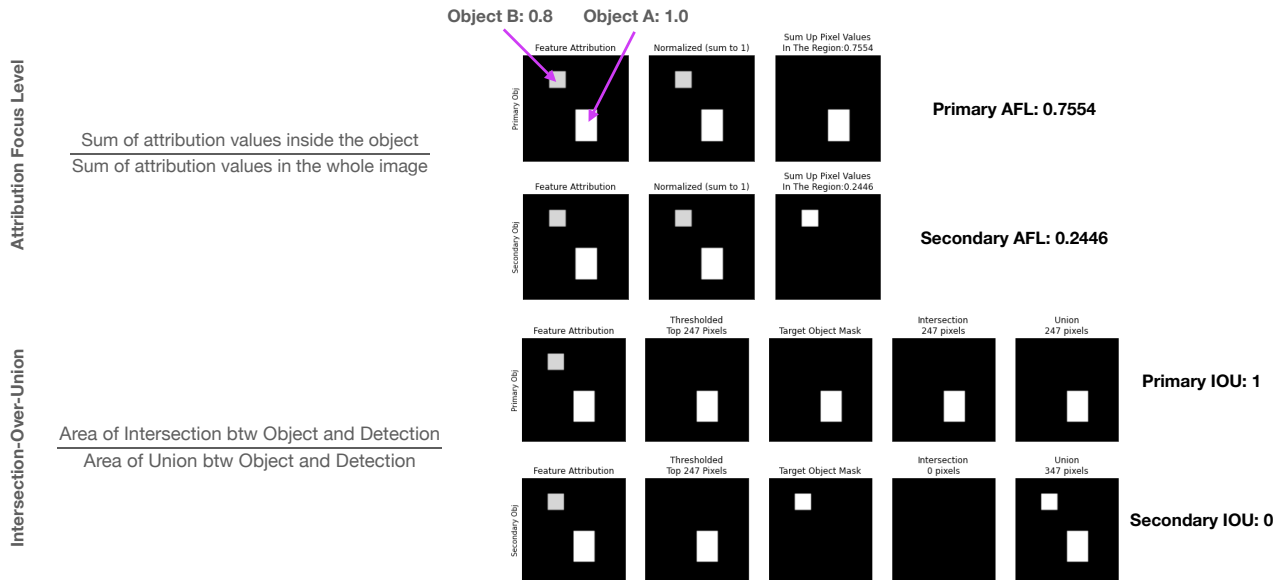 Object B: 0.8 Object A: 1.0
Attribution Focus Level
Sum of attribution values inside the object
Sum of attribution values in the whole image
Primary Obj
Feature Attribution
Normalized (sum to 1)
Sum Up Pixel Values
In The Region:0.7554
Primary AFL: 0.7554
Secondary Obj
Feature Attribution
Normalized (sum to 1)
Sum Up Pixel Values
In The Region:0.2446
Secondary AFL: 0.2446
Intersection-Over-Union
Area of Intersection btw Object and Detection
Area of Union btw Object and Detection
Primary Obj
Feature Attribution
Thresholded
Top 247 Pixels
Target Object Mask
Intersection
247 pixels
Union
247 pixels
Primary IOU: 1
Secondary Obj
Feature Attribution
Thresholded
Top 247 Pixels
Target Object Mask
Intersection
0 pixels
Union
347 pixels
Secondary IOU: 0